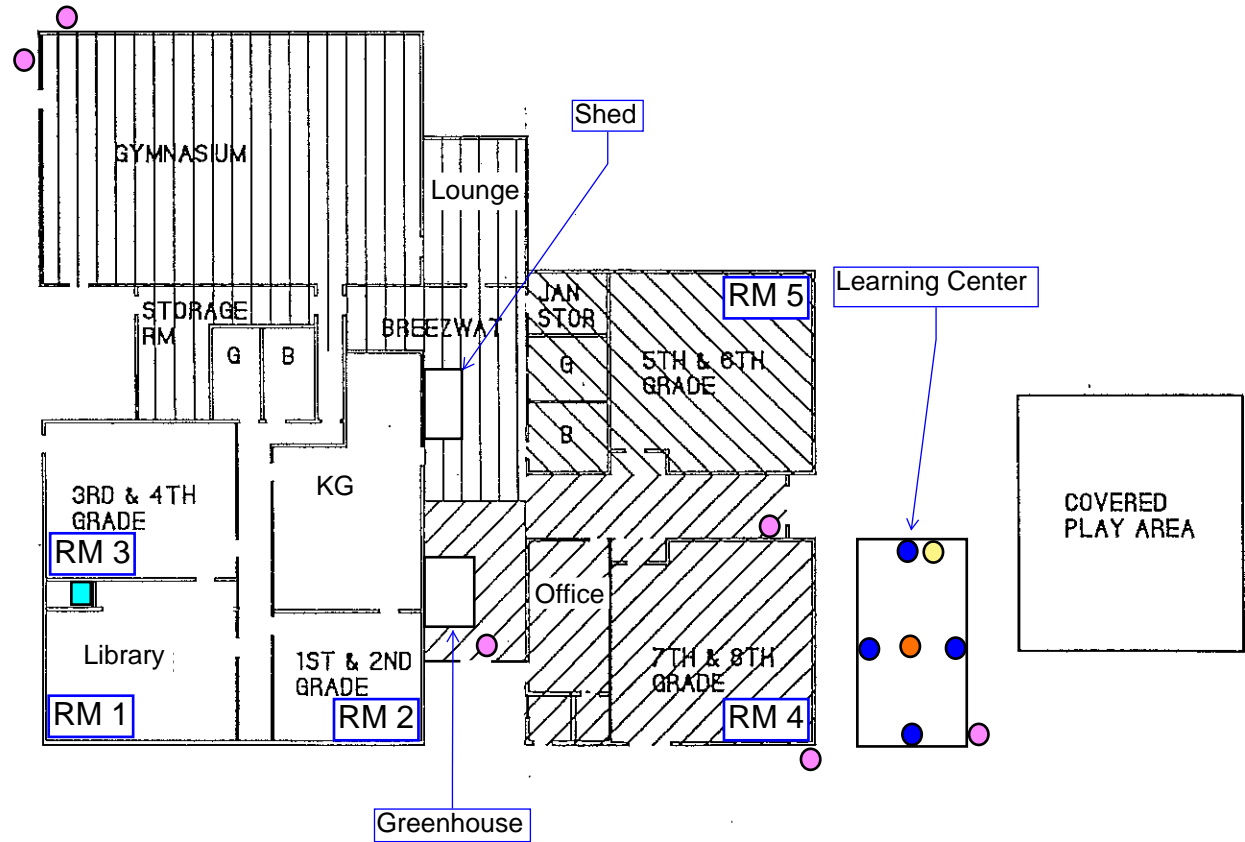 Shed
GYMNASIUM
Lounge
Learning Center
STORAGE
RM
BREEZWAT
JAN
STOR
RM 5
G
B
G
5TH & 6TH
GRADE
B
KG
3RD & 4TH
GRADE
RM 3
COVERED
PLAY AREA
Office
Library
1ST & 2ND
GRADE
7TH & 8TH
GRADE
RM 1
RM 2
RM 4
Greenhouse